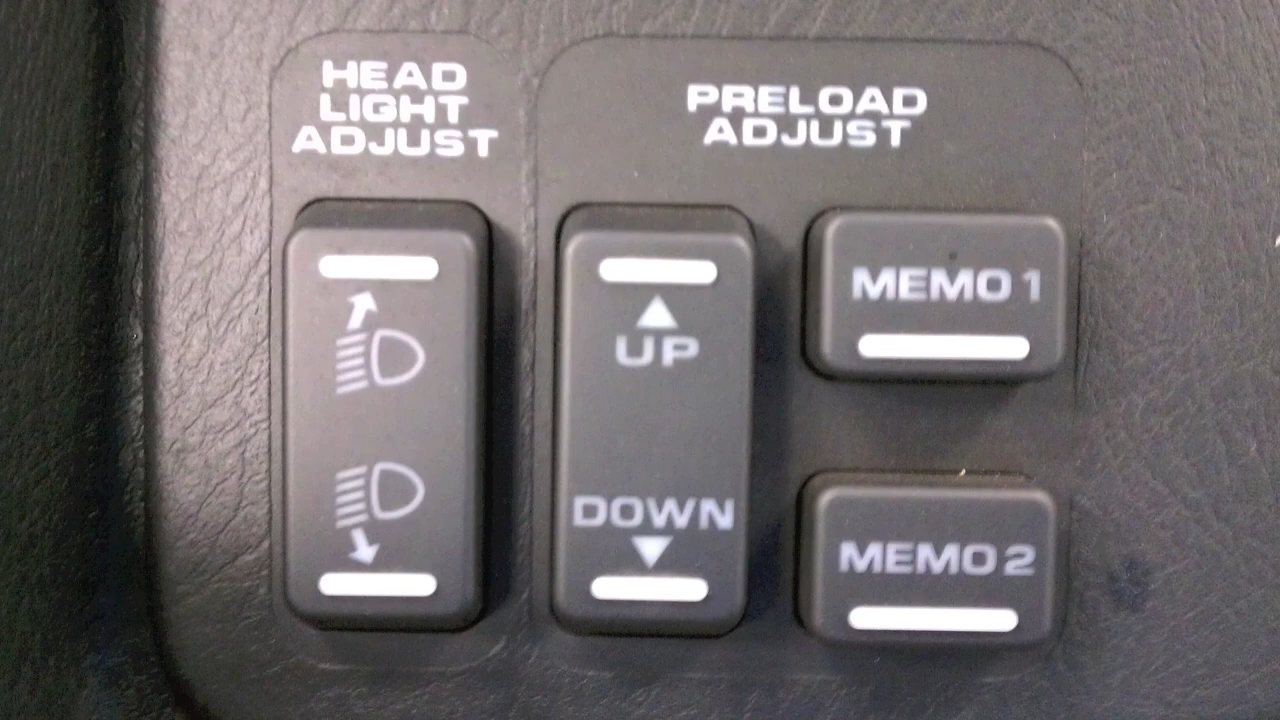 HEAD
LIGHT
ADJUST
PRELOAD
ADJUST
UP
DOWN
MEMO 1
MEMO 2